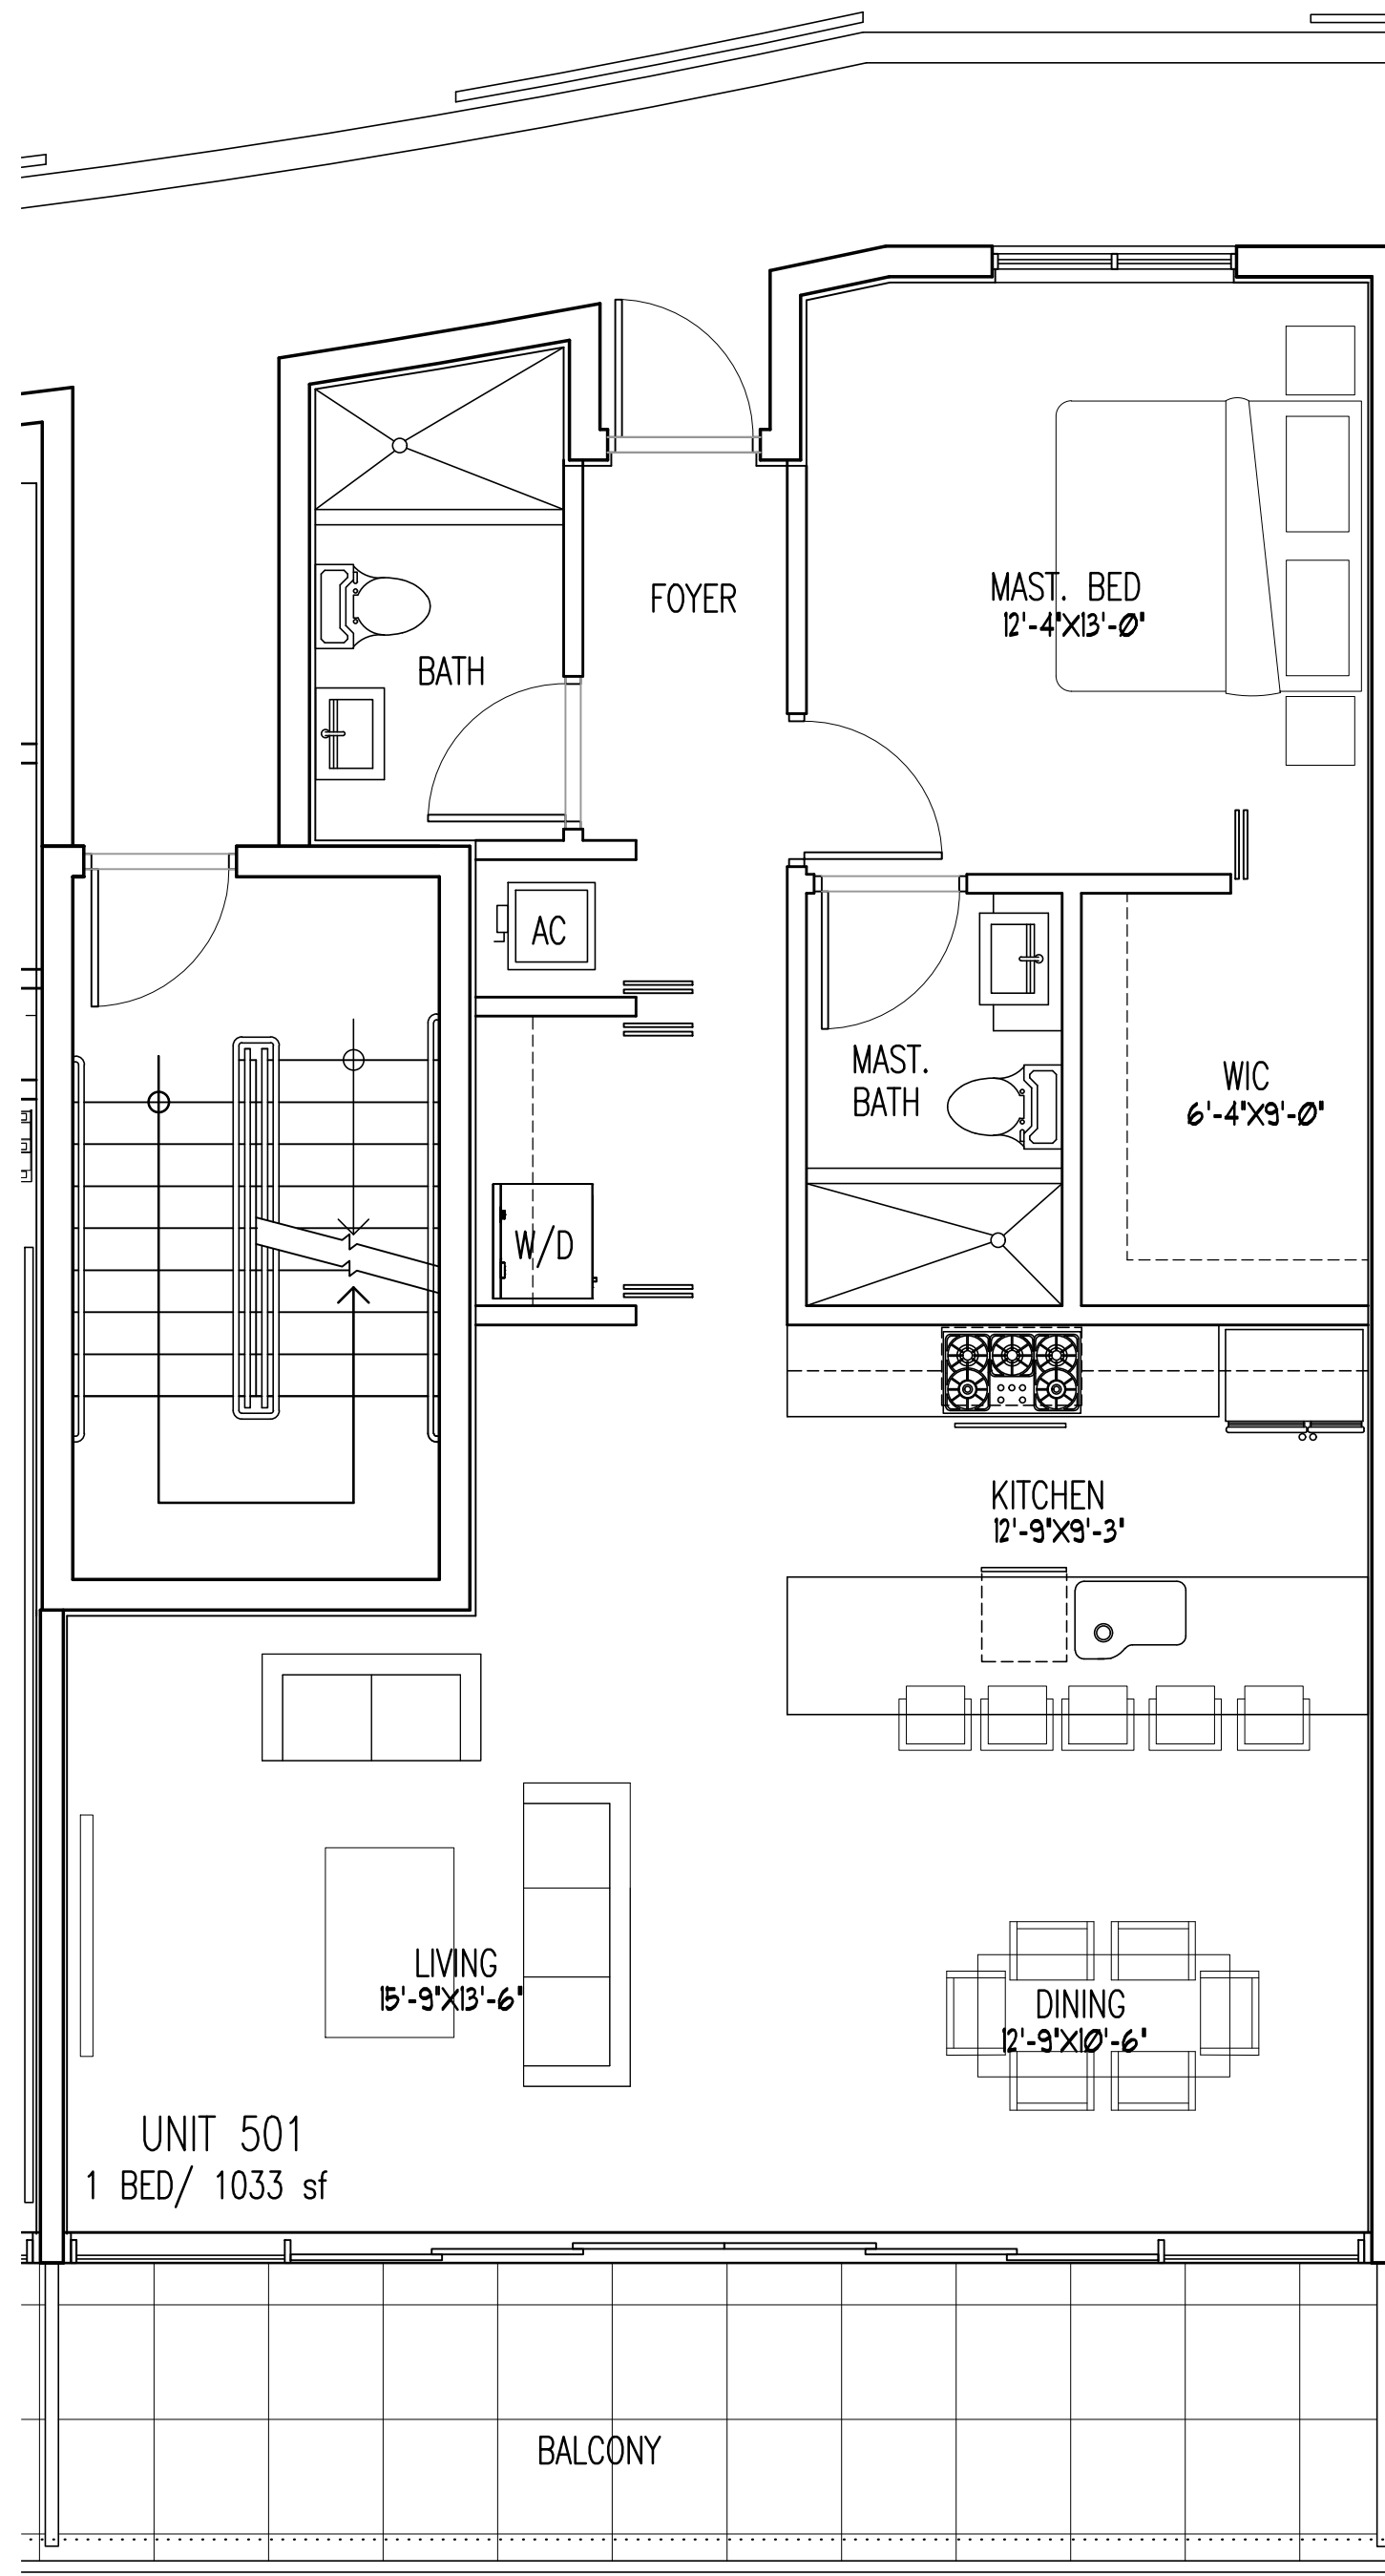 FOYER
MAST. BED
12'-4"X13'-0"
BATH
AC
MAST.
BATH
WIC
6'-4"X9'-0"
W/D
KITCHEN
12'-9"X9'-3"
LIVING
15'-9"X13'-6"
DINING
12'-9"X10'-6"
UNIT 501
1 BED/ 1033 sf
BALCONY